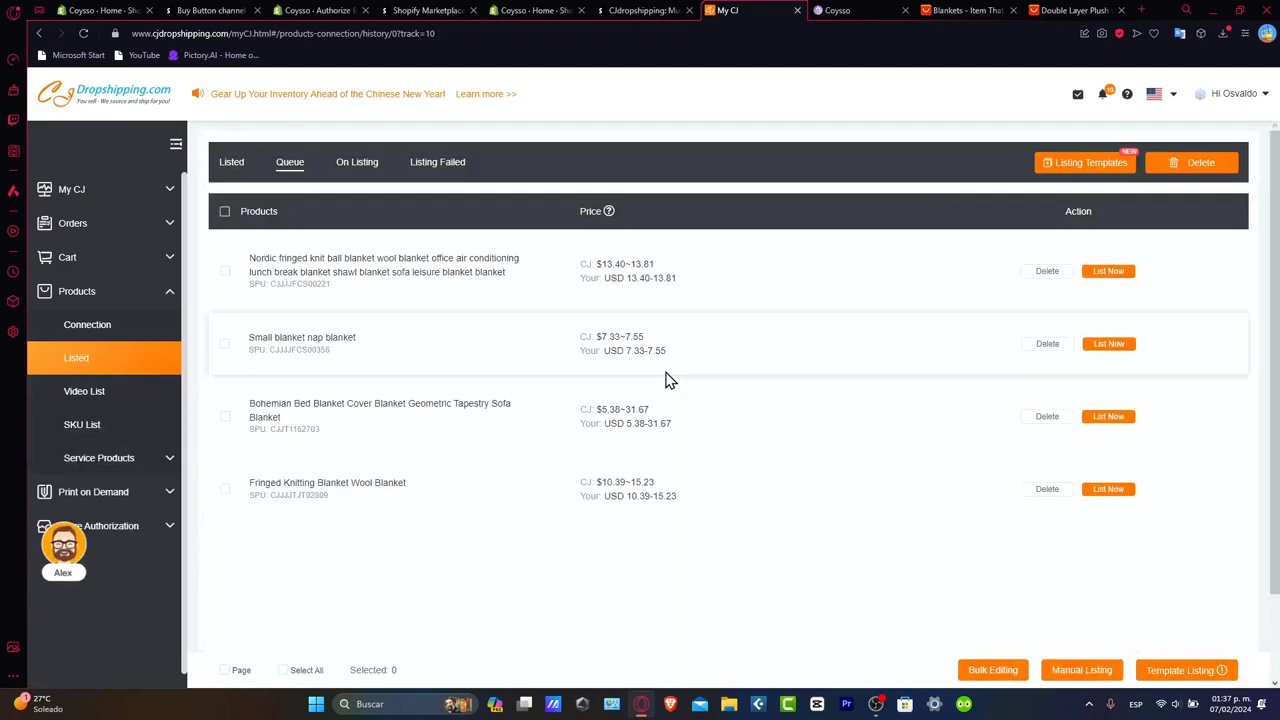 Coysso · Home · Sho
Buy Button channel
Coysso · Authorize E
Shopify Marketplace
Coysso · Home · Sho
CJdropshipping: Mu
My CJ
Coysso
Blankets - Item That
Double Layer Plush
www.cjdropshipping.com/myCJ.html#/products-connection/history/0?track=10
Microsoft Start
YouTube
Pictory.AI - Home o...
CJ Dropshipping.com
You sell - We source and ship for you!
Gear Up Your Inventory Ahead of the Chinese New Year! Learn more >>
16
Hi Osvaldo
Listed
Queue
On Listing
Listing Failed
NEW
Listing Templates
Delete
Products
Price
Action
My CJ
Orders
Cart
Products
Connection
Listed
Video List
SKU List
Service Products
Print on Demand
Authorization
Alex
Nordic fringed knit ball blanket wool blanket office air conditioning
lunch break blanket shawl blanket sofa leisure blanket blanket
SPU: CJJJJFCS00221
CJ: $13.40~13.81
Your: USD 13.40-13.81
Delete
List Now
Small blanket nap blanket
SPU: CJJJJFCS00356
CJ: $7.33~7.55
Your: USD 7.33-7.55
Delete
List Now
Bohemian Bed Blanket Cover Blanket Geometric Tapestry Sofa
Blanket
SPU: CJJT1162703
CJ: $5.38~31.67
Your: USD 5.38-31.67
Delete
List Now
Fringed Knitting Blanket Wool Blanket
SPU: CJJJJTJT02809
CJ: $10.39~15.23
Your: USD 10.39-15.23
Delete
List Now
Page
Select All
Selected: 0
Bulk Editing
Manual Listing
Template Listing
27°C
Soleado
Buscar
ESP
01:37 p. m.
07/02/2024